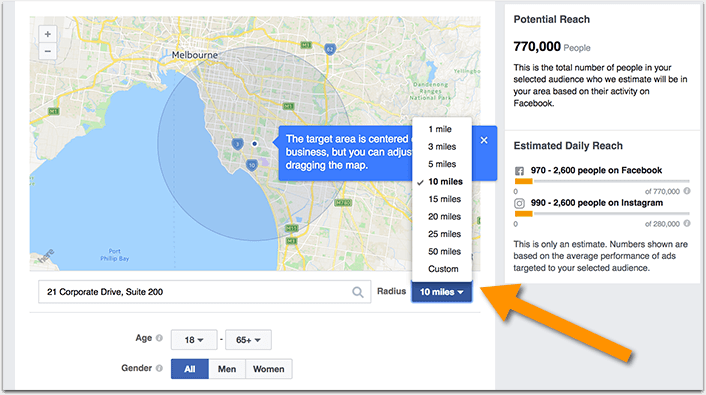 Melbourne
Yellingbo
Dandenong
Ranges
National Park
Port
Phillip Bay
here
The target area is centered
business, but you can adjust
dragging the map.
1 mile
3 miles
5 miles
10 miles
15 miles
20 miles
25 miles
50 miles
Custom
21 Corporate Drive, Suite 200
Radius
10 miles
Age
18 - 65+
Gender
All Men Women
Potential Reach
770,000 People
This is the total number of people in your
selected audience who we estimate will be in
your area based on their activity on
Facebook.
Estimated Daily Reach
970 - 2,600 people on Facebook
0 of 770,000
990 - 2,600 people on Instagram
0 of 280,000
This is only an estimate. Numbers shown are
based on the average performance of ads
targeted to your selected audience.